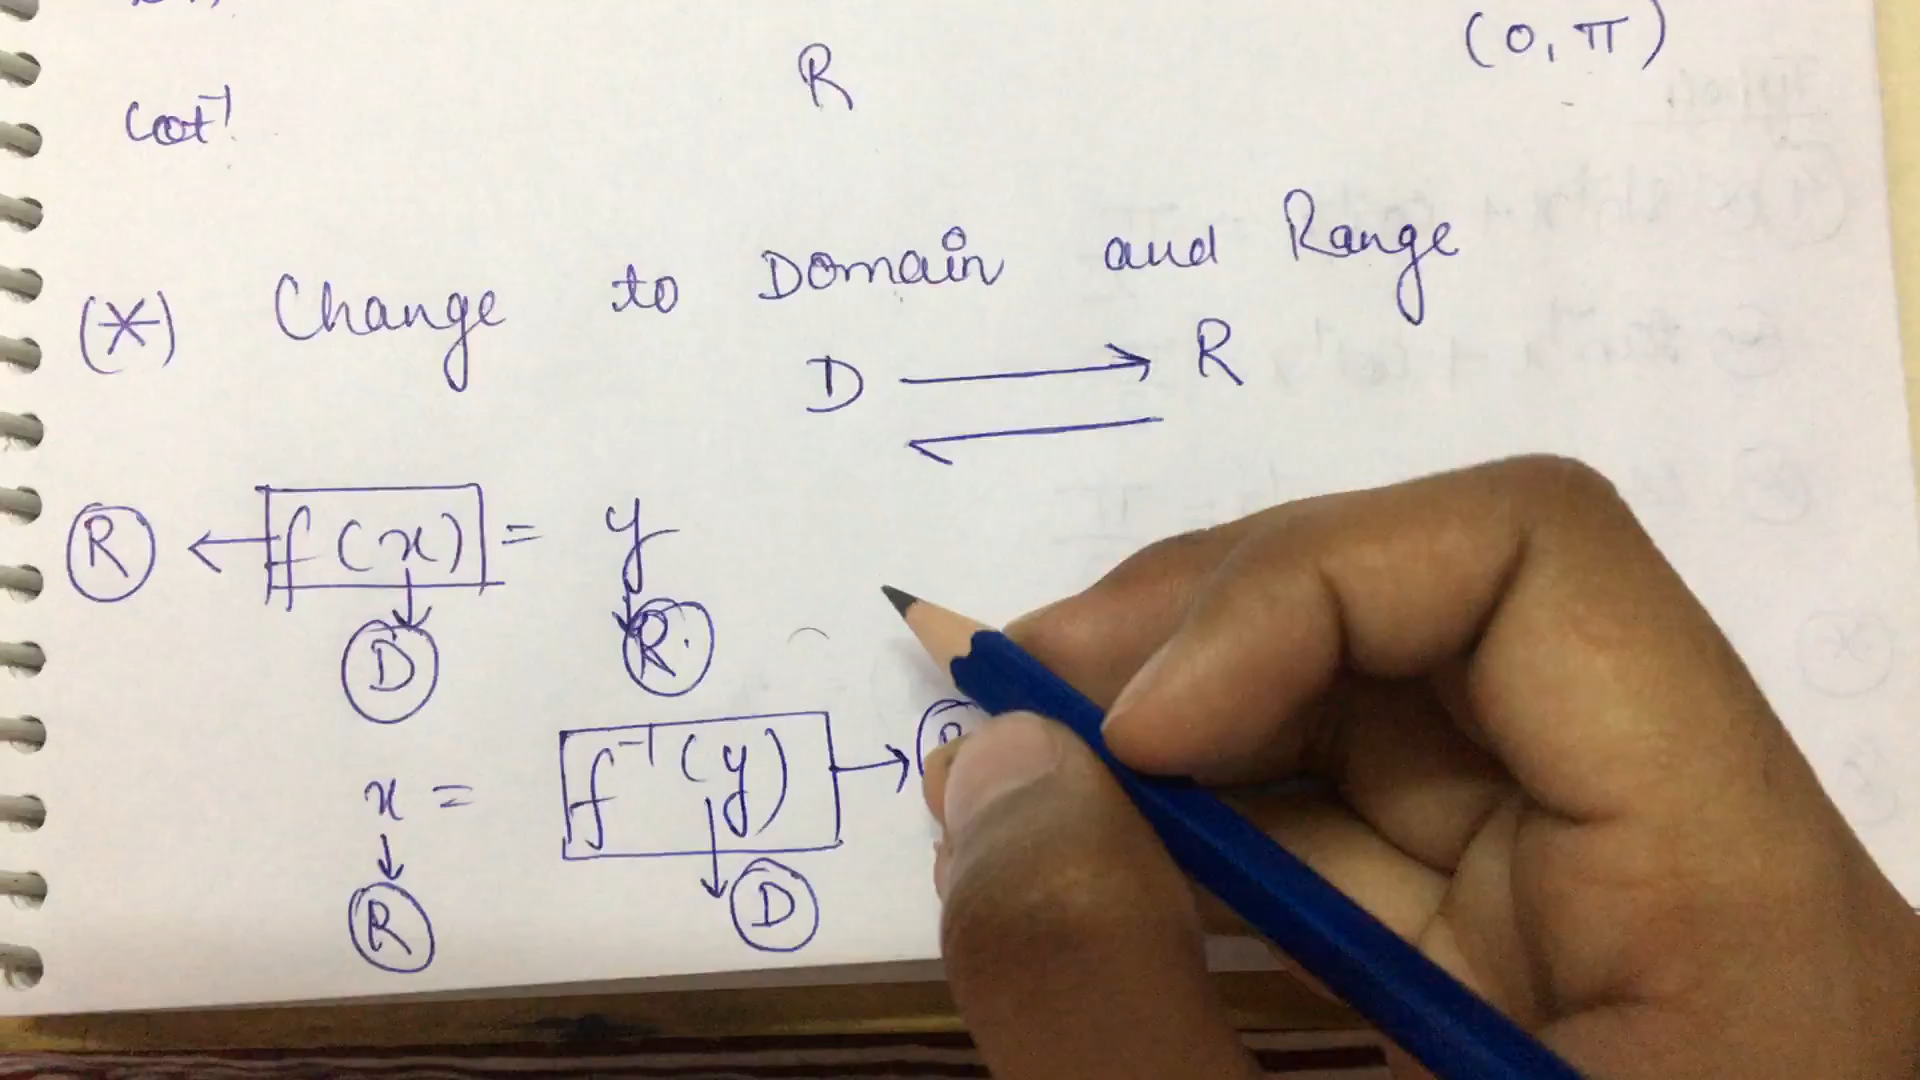 cot⁻¹ R (0, π)
(*) Change to Domain and Range
D → R
←
R ← f(x) = y
D R
x = f⁻¹(y) →
R D